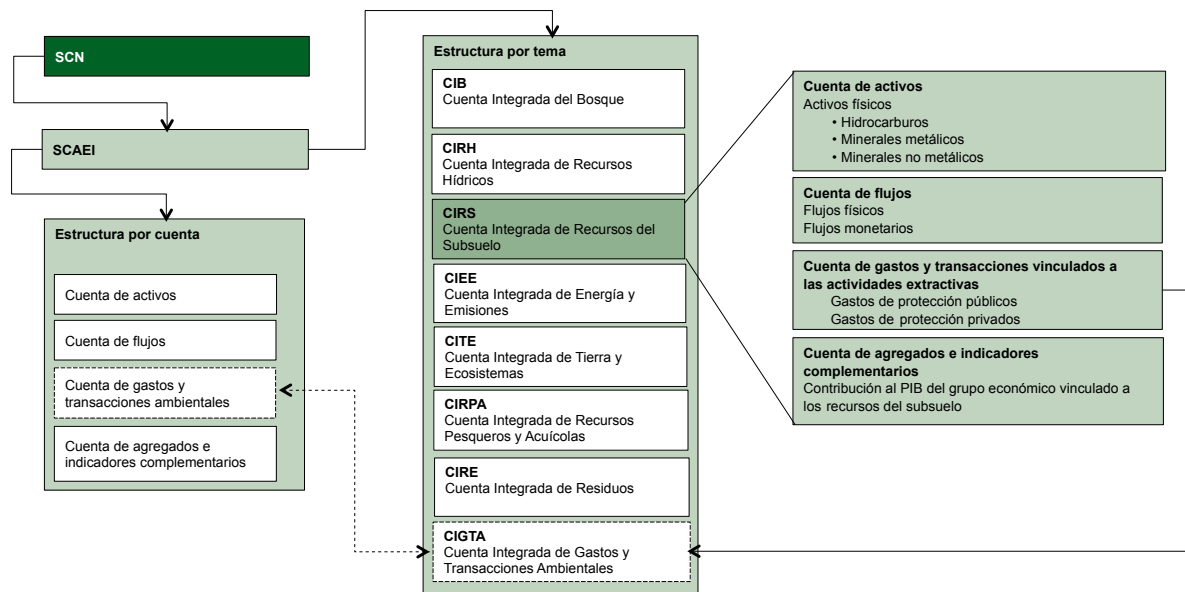 SCN
SCAEI
Estructura por cuenta
Cuenta de activos
Cuenta de flujos
Cuenta de gastos y
transacciones ambientales
Cuenta de agregados e
indicadores complementarios
Estructura por tema
CIB
Cuenta Integrada del Bosque
CIRH
Cuenta Integrada de Recursos
Hídricos
CIRS
Cuenta Integrada de Recursos del
Subsuelo
CIEE
Cuenta Integrada de Energía y
Emisiones
CITE
Cuenta Integrada de Tierra y
Ecosistemas
CIRPA
Cuenta Integrada de Recursos
Pesqueros y Acuícolas
CIRE
Cuenta Integrada de Residuos
CIGTA
Cuenta Integrada de Gastos y
Transacciones Ambientales
Cuenta de activos
Activos físicos
• Hidrocarburos
• Minerales metálicos
• Minerales no metálicos
Cuenta de flujos
Flujos físicos
Flujos monetarios
Cuenta de gastos y transacciones vinculados a
las actividades extractivas
Gastos de protección públicos
Gastos de protección privados
Cuenta de agregados e indicadores
complementarios
Contribución al PIB del grupo económico vinculado a
los recursos del subsuelo